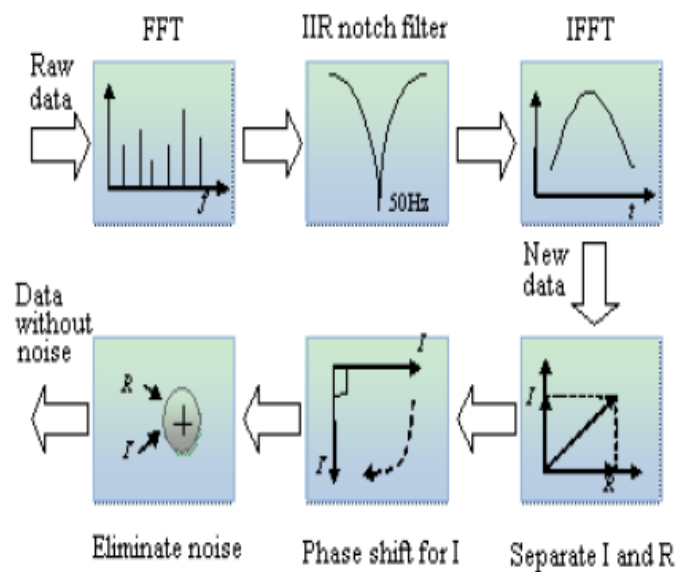 FFT
IIR notch filter
IFFT
Raw
data
f
50Hz
t
New
data
Data
without
noise
R
I
I
I
I
R
Eliminate noise
Phase shift for I
Separate I and R